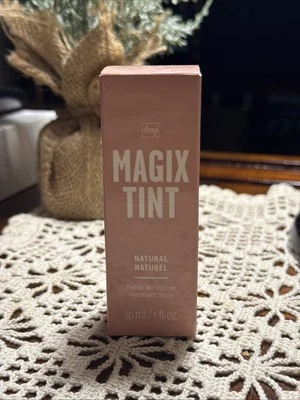 fmg
MAGIX
TINT
NATURAL
NATUREL
Tinted Moisturizer
Hydratant teinté
30 ml / 1 fl. oz.